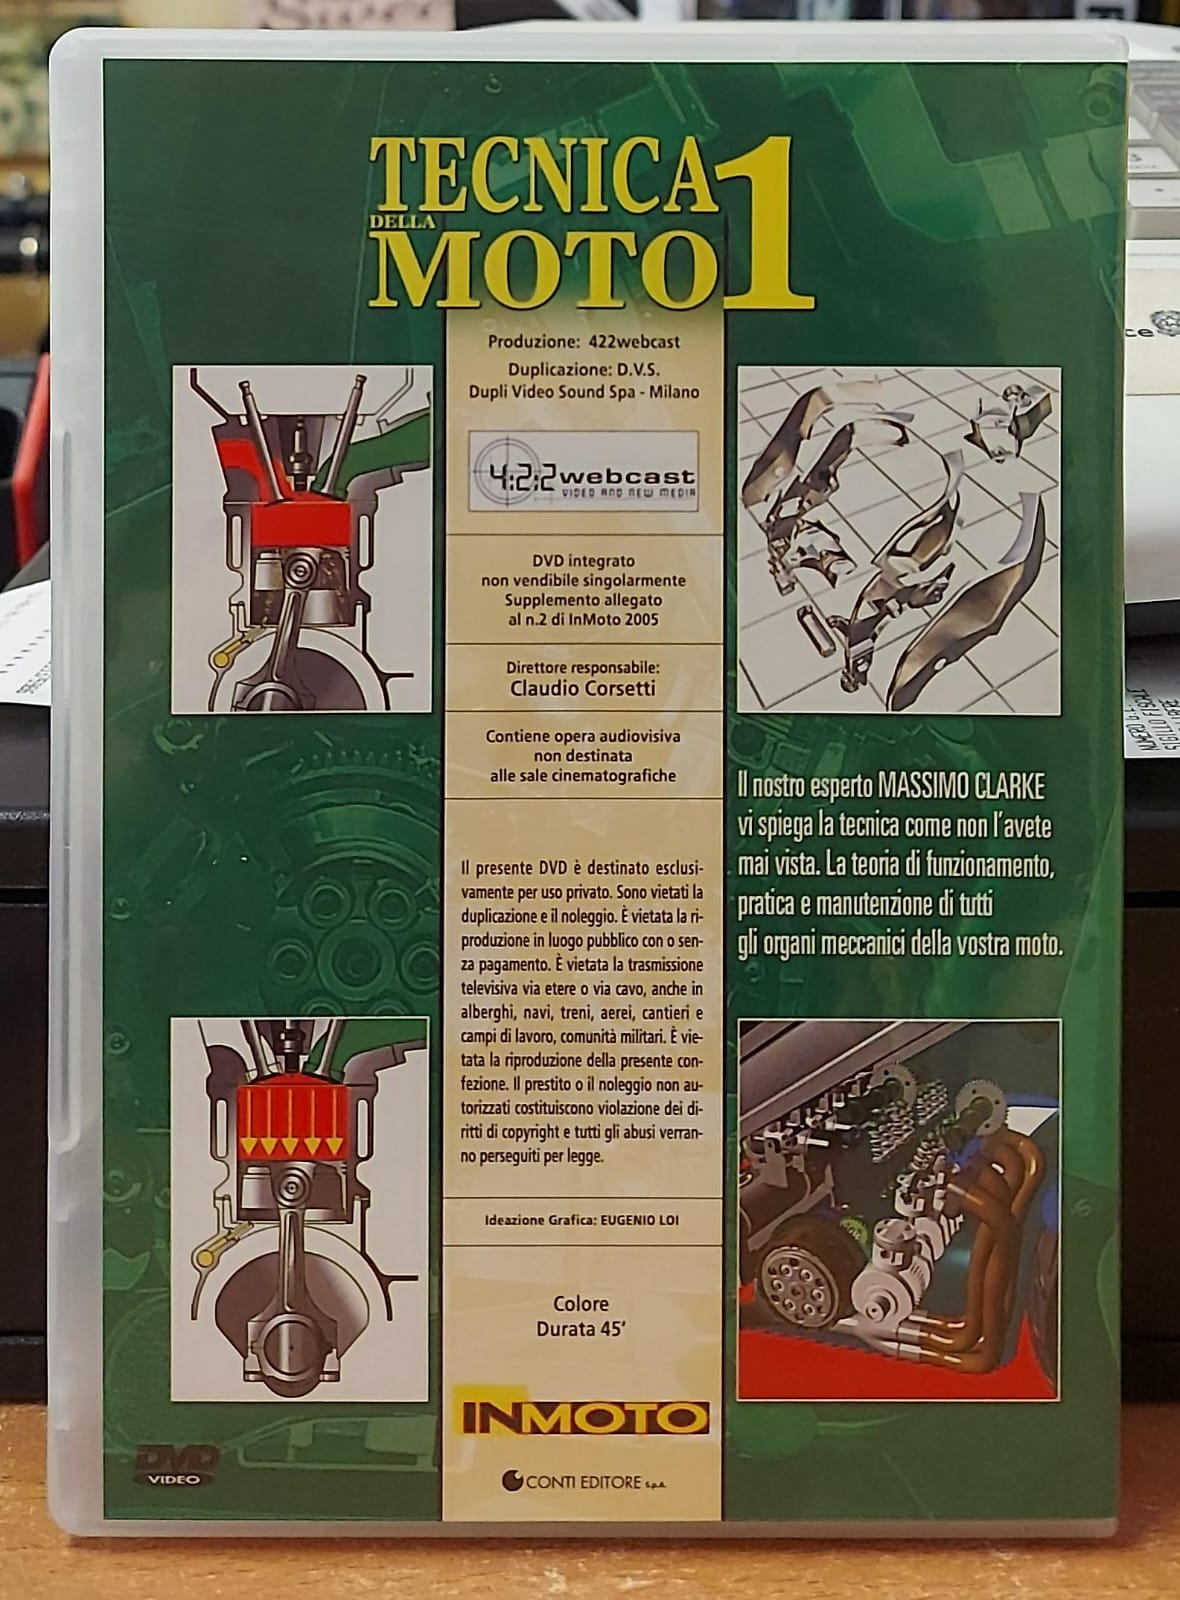 TECNICA
DELLA
MOTO 1
Produzione: 422webcast
Duplicazione: D.V.S.
Dupli Video Sound Spa - Milano
4:2:2 webcast
VIDEO AND NEW MEDIA
DVD integrato
non vendibile singolarmente
Supplemento allegato
al n.2 di InMoto 2005
Direttore responsabile:
Claudio Corsetti
Contiene opera audiovisiva
non destinata
alle sale cinematografiche
Il nostro esperto MASSIMO CLARKE
vi spiega la tecnica come non l'avete
mai vista. La teoria di funzionamento,
pratica e manutenzione di tutti
gli organi meccanici della vostra moto.
Il presente DVD è destinato esclusi-
vamente per uso privato. Sono vietati la
duplicazione e il noleggio. È vietata la ri-
produzione in luogo pubblico con o sen-
za pagamento. È vietata la trasmissione
televisiva via etere o via cavo, anche in
alberghi, navi, treni, aerei, cantieri e
campi di lavoro, comunità militari. È vie-
tata la riproduzione della presente con-
fezione. Il prestito o il noleggio non au-
torizzati costituiscono violazione dei di-
ritti di copyright e tutti gli abusi verran-
no perseguiti per legge.
Ideazione Grafica: EUGENIO LOI
Colore
Durata 45'
INMOTO
CONTI EDITORE S.p.A.
DVD
VIDEO
SIGILLO FISCALE